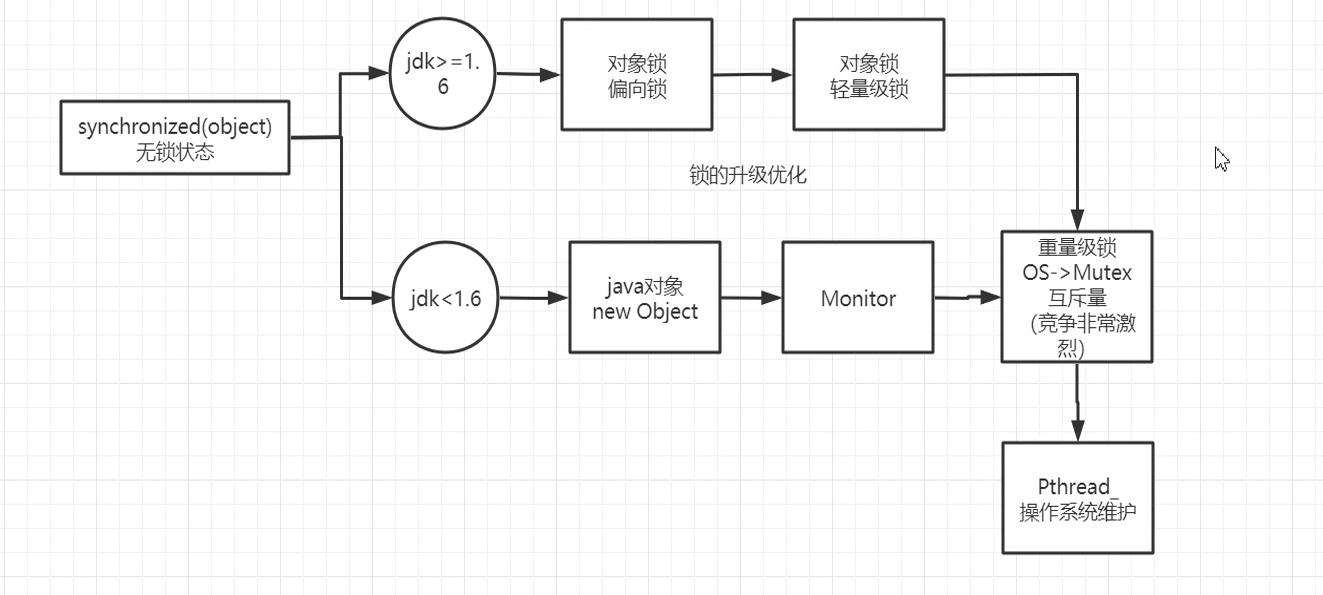 synchronized(object)
无锁状态
jdk>=1.
6
对象锁
偏向锁
对象锁
轻量级锁
锁的升级优化
jdk<1.6
java对象
new Object
Monitor
重量级锁
OS->Mutex
互斥量
(竞争非常激
烈)
Pthread_
操作系统维护